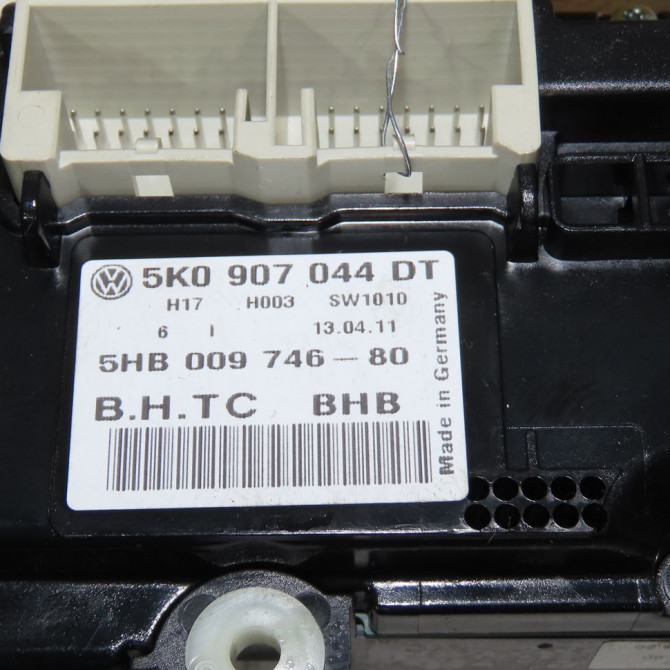 5K0 907 044 DT
H17 H003 SW1010
6 I 13.04.11
5HB 009 746-80
B.H.TC BHB
Made in Germany